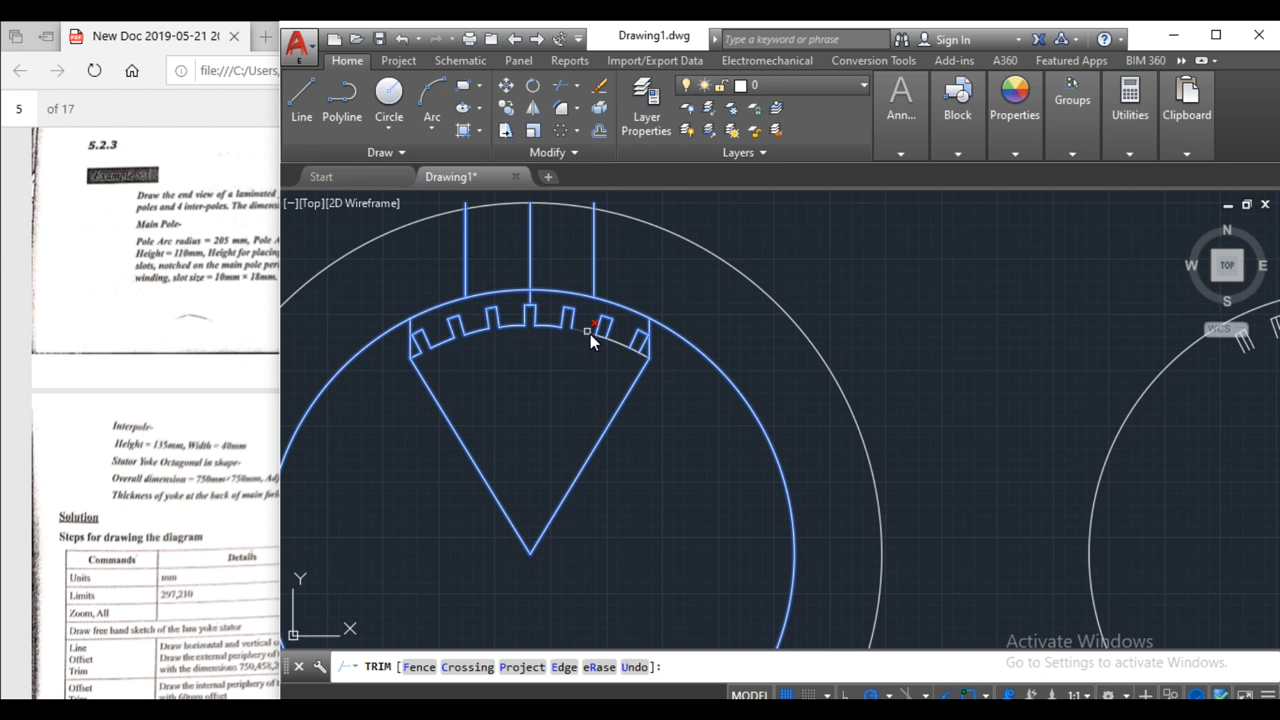 New Doc 2019-05-21 20
Drawing1.dwg
Type a keyword or phrase
Sign In
file:///C:/Users,
5 of 17
Home Project Schematic Panel Reports Import/Export Data Electromechanical Conversion Tools Add-ins A360 Featured Apps BIM 360
Line Polyline Circle Arc
Layer Properties
Ann... Block Properties Groups Utilities Clipboard
Draw Modify Layers
Start Drawing1*
[−][Top][2D Wireframe]
N
W TOP E
S
WCS
5.2.3
Draw the end view of a laminated
poles and 4 inter-poles. The dimensi
Main Pole-
Pole Arc radius = 205 mm, Pole A
Height = 110mm, Height for placing
slots, notched on the main pole per
winding, slot size = 10mm × 18mm.
Interpole-
Height = 135mm, Width = 40mm
Stator Yoke Octagonal in shape-
Overall dimension = 750mm×750mm, Adj
Thickness of yoke at the back of main fiel
Solution
Steps for drawing the diagram
Commands Details
Units mm
Limits 297,210
Zoom, All
Draw free hand sketch of the lam yoke stator
Line Draw horizontal and vertical
Offset Draw the external periphery of
Trim with the dimensions 750,458,2
Offset Draw the internal periphery of
with 60mm offset
Y
X
Activate Windows
Go to Settings to activate Windows.
TRIM [Fence Crossing Project Edge eRase Undo]:
MODEL 1:1